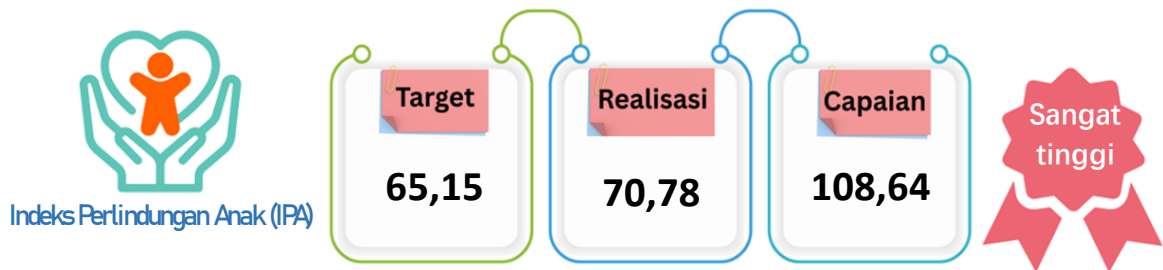 Indeks Perlindungan Anak (IPA)
Target
65,15
Realisasi
70,78
Capaian
108,64
Sangat
tinggi